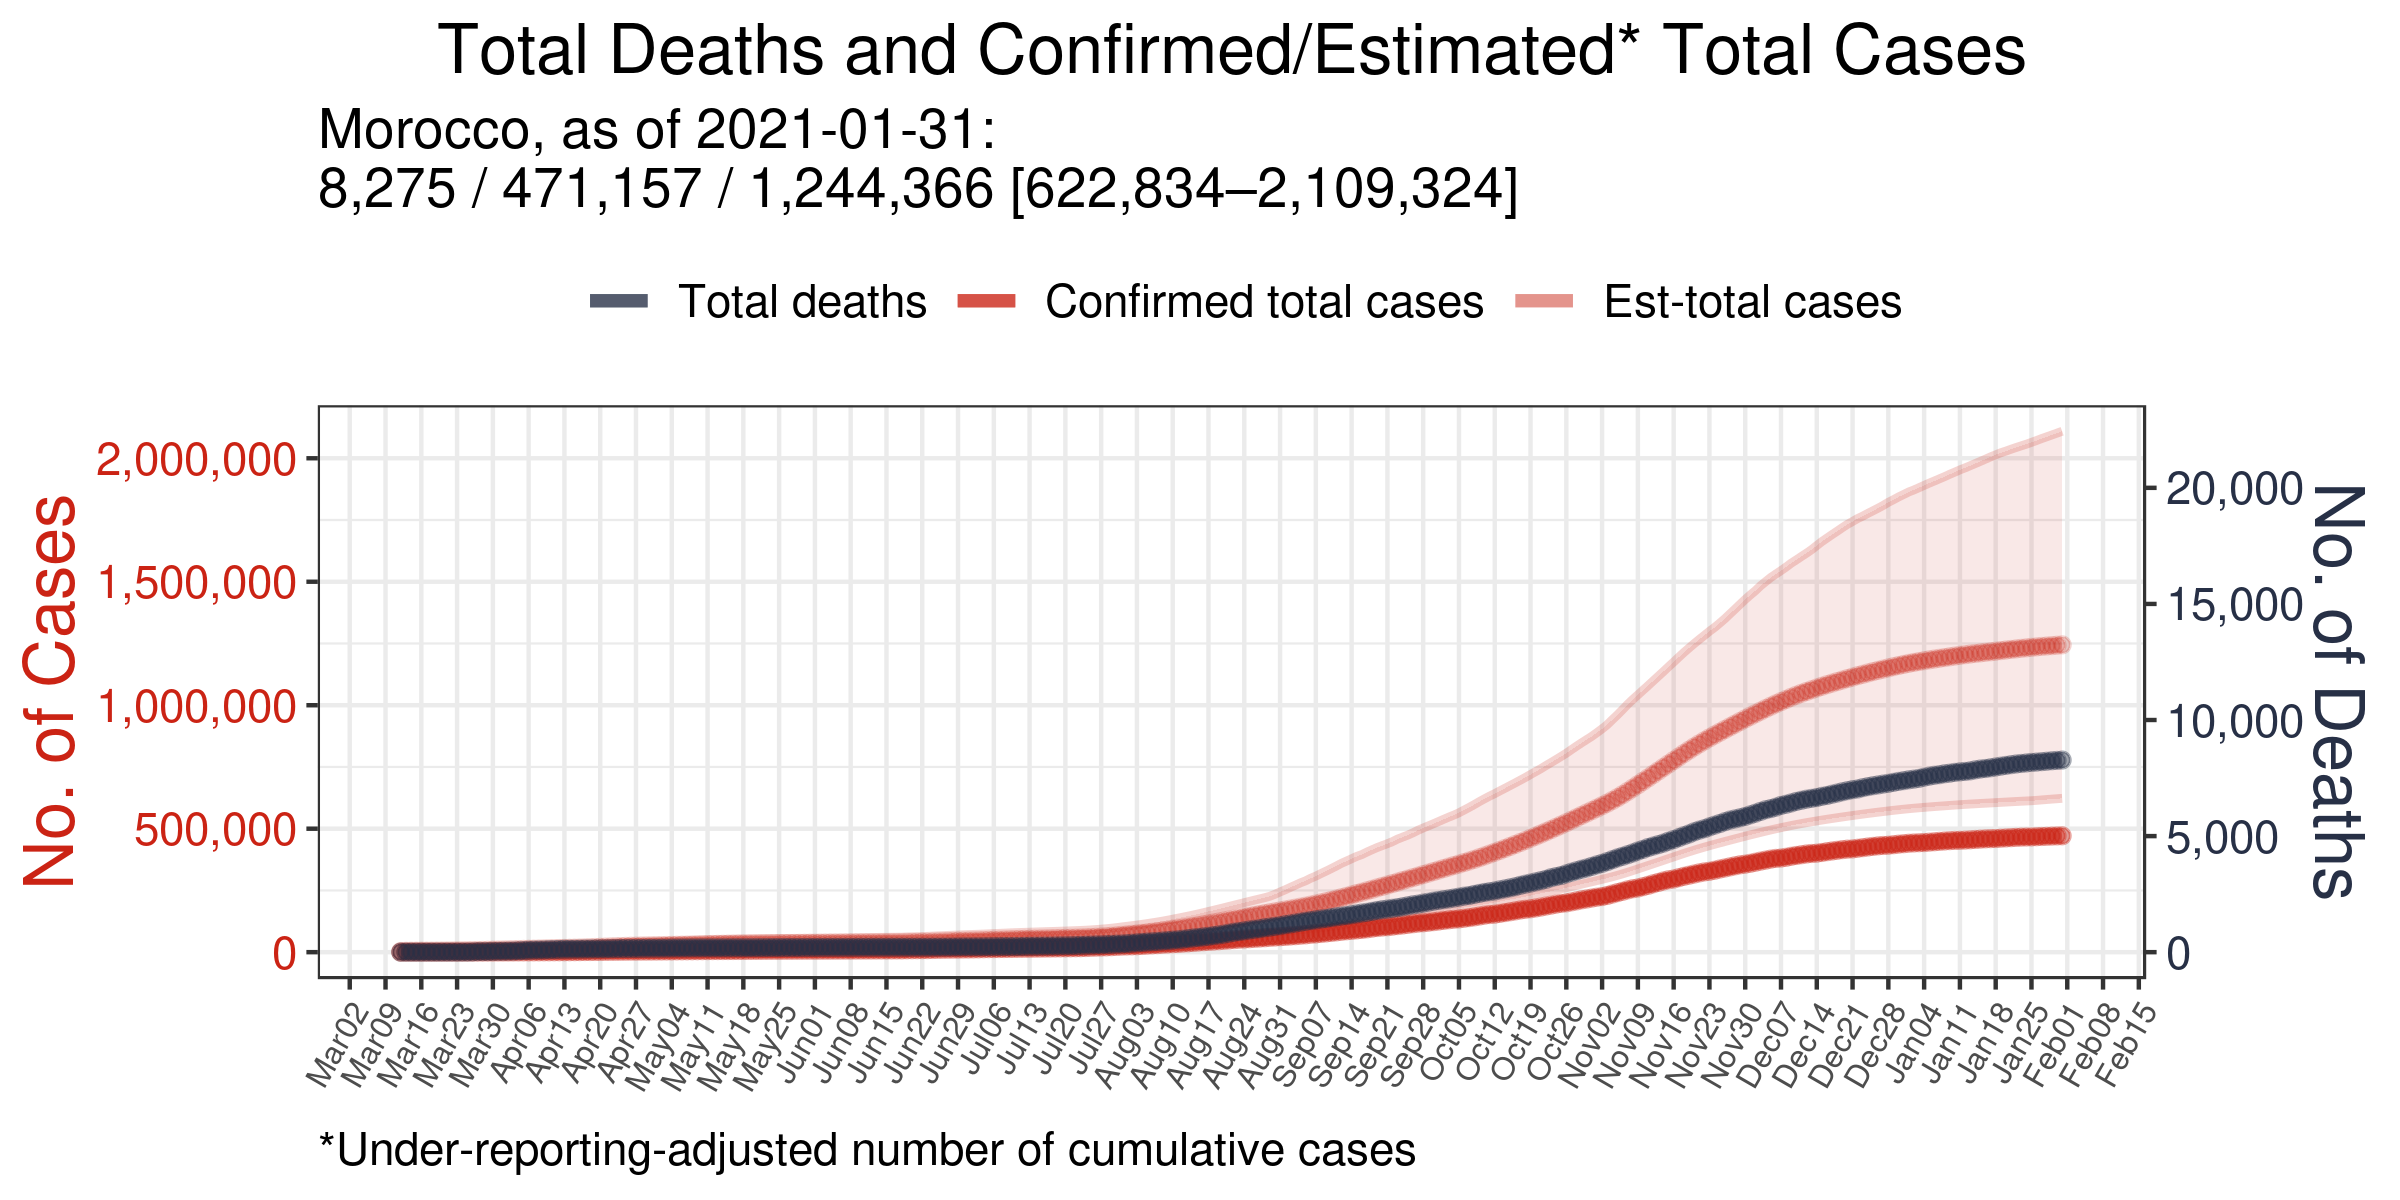 Total Deaths and Confirmed/Estimated* Total Cases
Morocco, as of 2021-01-31:
8,275 / 471,157 / 1,244,366 [622,834–2,109,324]
Total deaths
Confirmed total cases
Est-total cases
No. of Cases
2,000,000
1,500,000
1,000,000
500,000
0
20,000
15,000
10,000
5,000
0
No. of Deaths
Mar02
Mar09
Mar16
Mar23
Mar30
Apr06
Apr13
Apr20
Apr27
May04
May11
May18
May25
Jun01
Jun08
Jun15
Jun22
Jun29
Jul06
Jul13
Jul20
Jul27
Aug03
Aug10
Aug17
Aug24
Aug31
Sep07
Sep14
Sep21
Sep28
Oct05
Oct12
Oct19
Oct26
Nov02
Nov09
Nov16
Nov23
Nov30
Dec07
Dec14
Dec21
Dec28
Jan04
Jan11
Jan18
Jan25
Feb01
Feb08
Feb15
*Under-reporting-adjusted number of cumulative cases